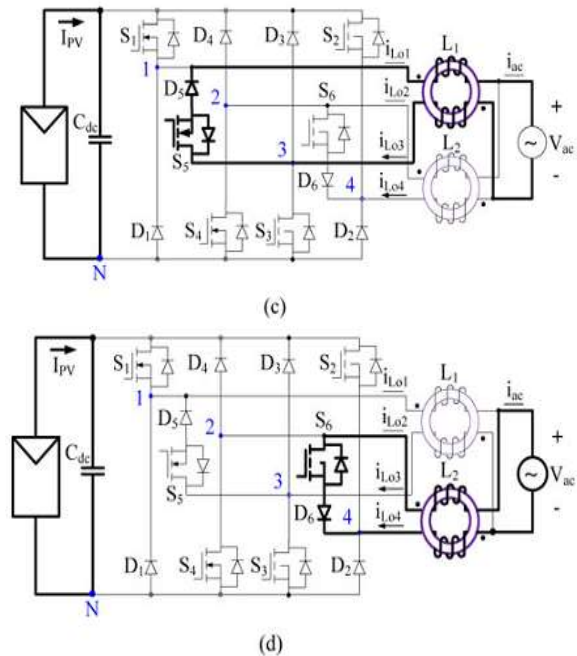 I_PV S₁ D₄ D₃ S₂ i_Lo1 L₁ i_ac
1 D₅ 2 S₆ i_Lo2
C_dc + V_ac -
S₅ 3 D₆ 4 i_Lo3 L₂
i_Lo4
D₁ S₄ S₃ D₂
N
(c)
I_PV S₁ D₄ D₃ S₂ i_Lo1 L₁ i_ac
1 D₅ 2 S₆ i_Lo2
C_dc + V_ac -
S₅ 3 D₆ 4 i_Lo3 L₂
i_Lo4
D₁ S₄ S₃ D₂
N
(d)